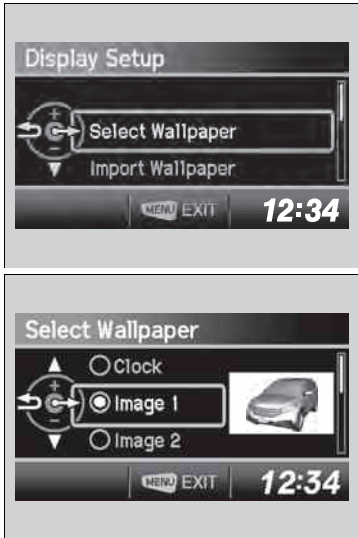 Display Setup
+
Select Wallpaper
−
Import Wallpaper
MENU EXIT 12:34
Select Wallpaper
Clock
+
Image 1
−
Image 2
MENU EXIT 12:34